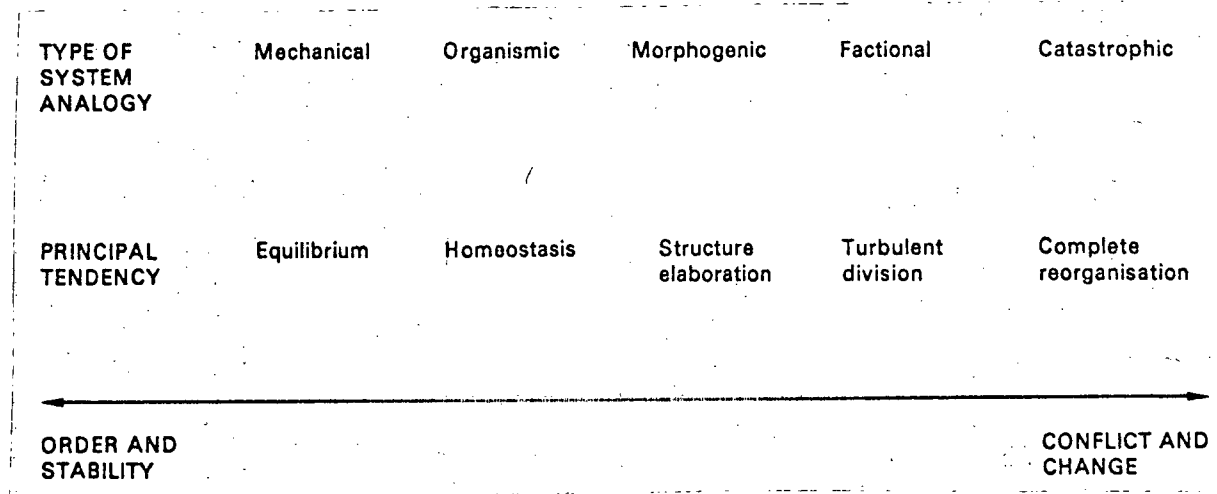 TYPE OF SYSTEM ANALOGY Mechanical Organismic Morphogenic Factional Catastrophic
PRINCIPAL TENDENCY Equilibrium Homeostasis Structure elaboration Turbulent division Complete reorganisation
ORDER AND STABILITY CONFLICT AND CHANGE